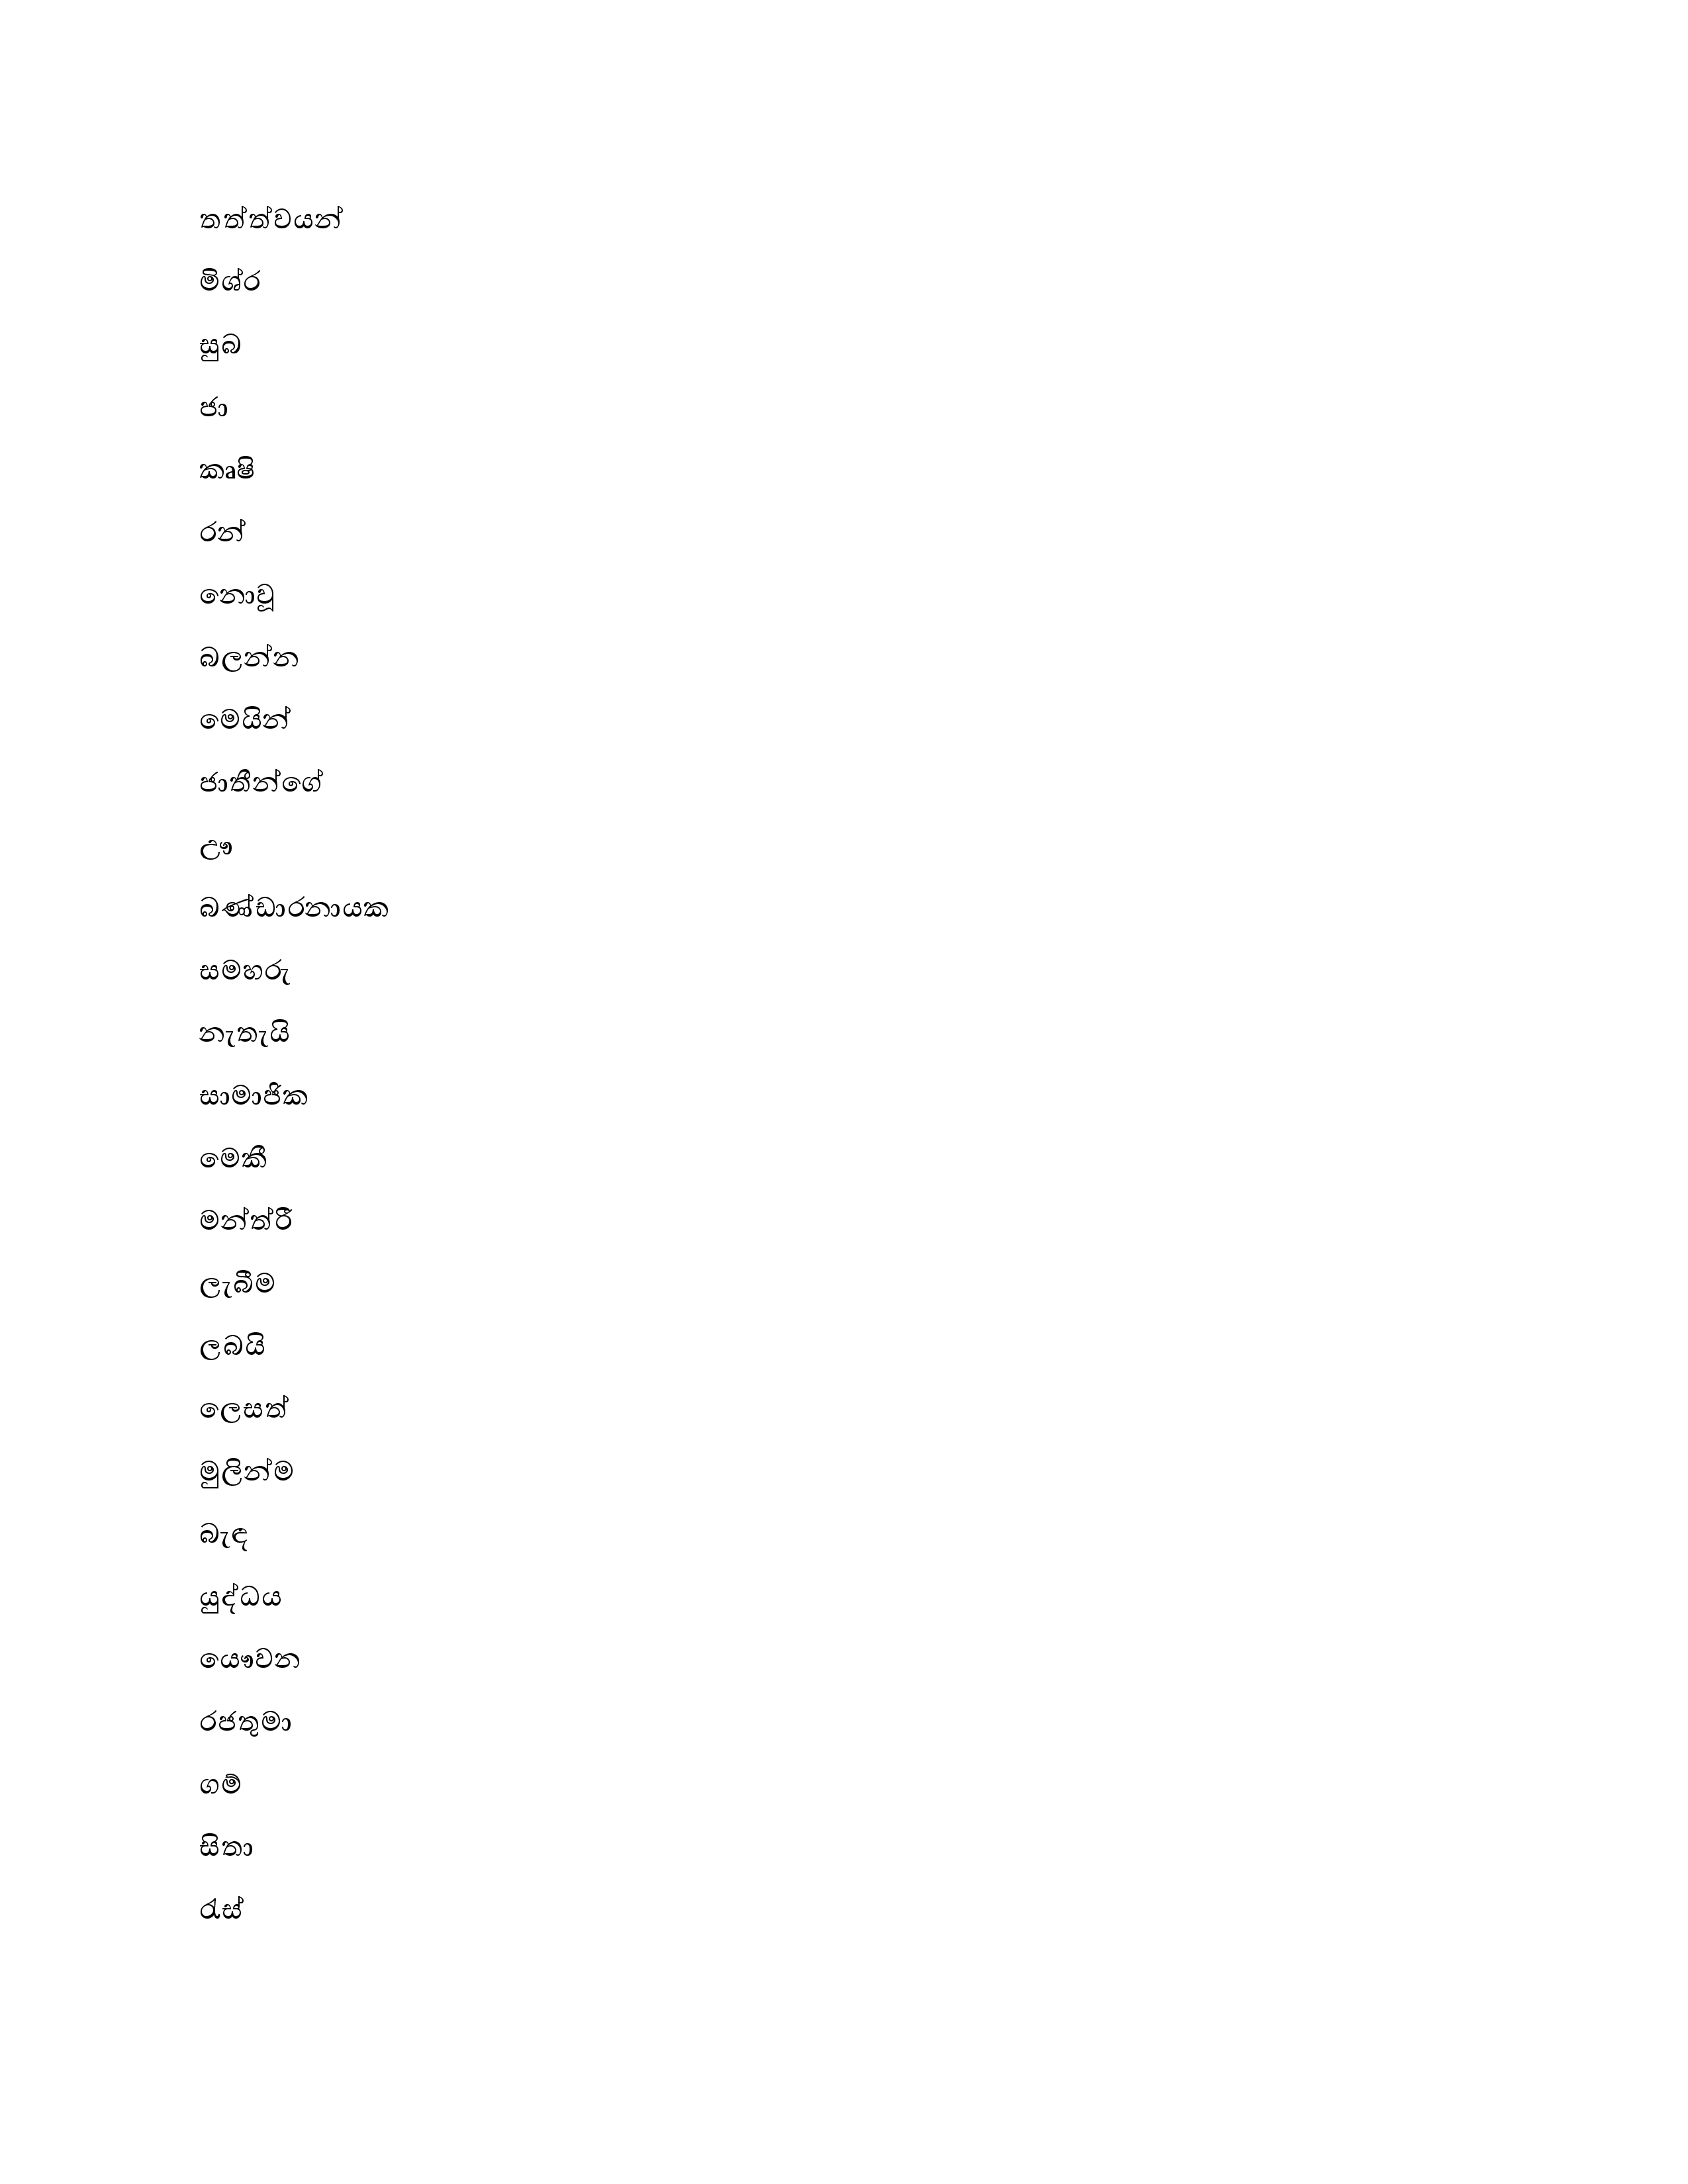 තත්ත්වයන්
මිශ්ර
සුබ
ජා
කෘෂි
රන්
නොවූ
බලන්න
මෙයින්
ජාතීන්ගේ
ඌ
බණ්ඩාරනායක
සමහරු
නැතැයි
සාමාජික
මෙකී
මන්ත්රී
ලැබීම
ලබයි
ලෙසත්
මුලින්ම
බැඳ
යුද්ධය
යෞවන
රජතුමා
ගම්
සිතා
රැස්